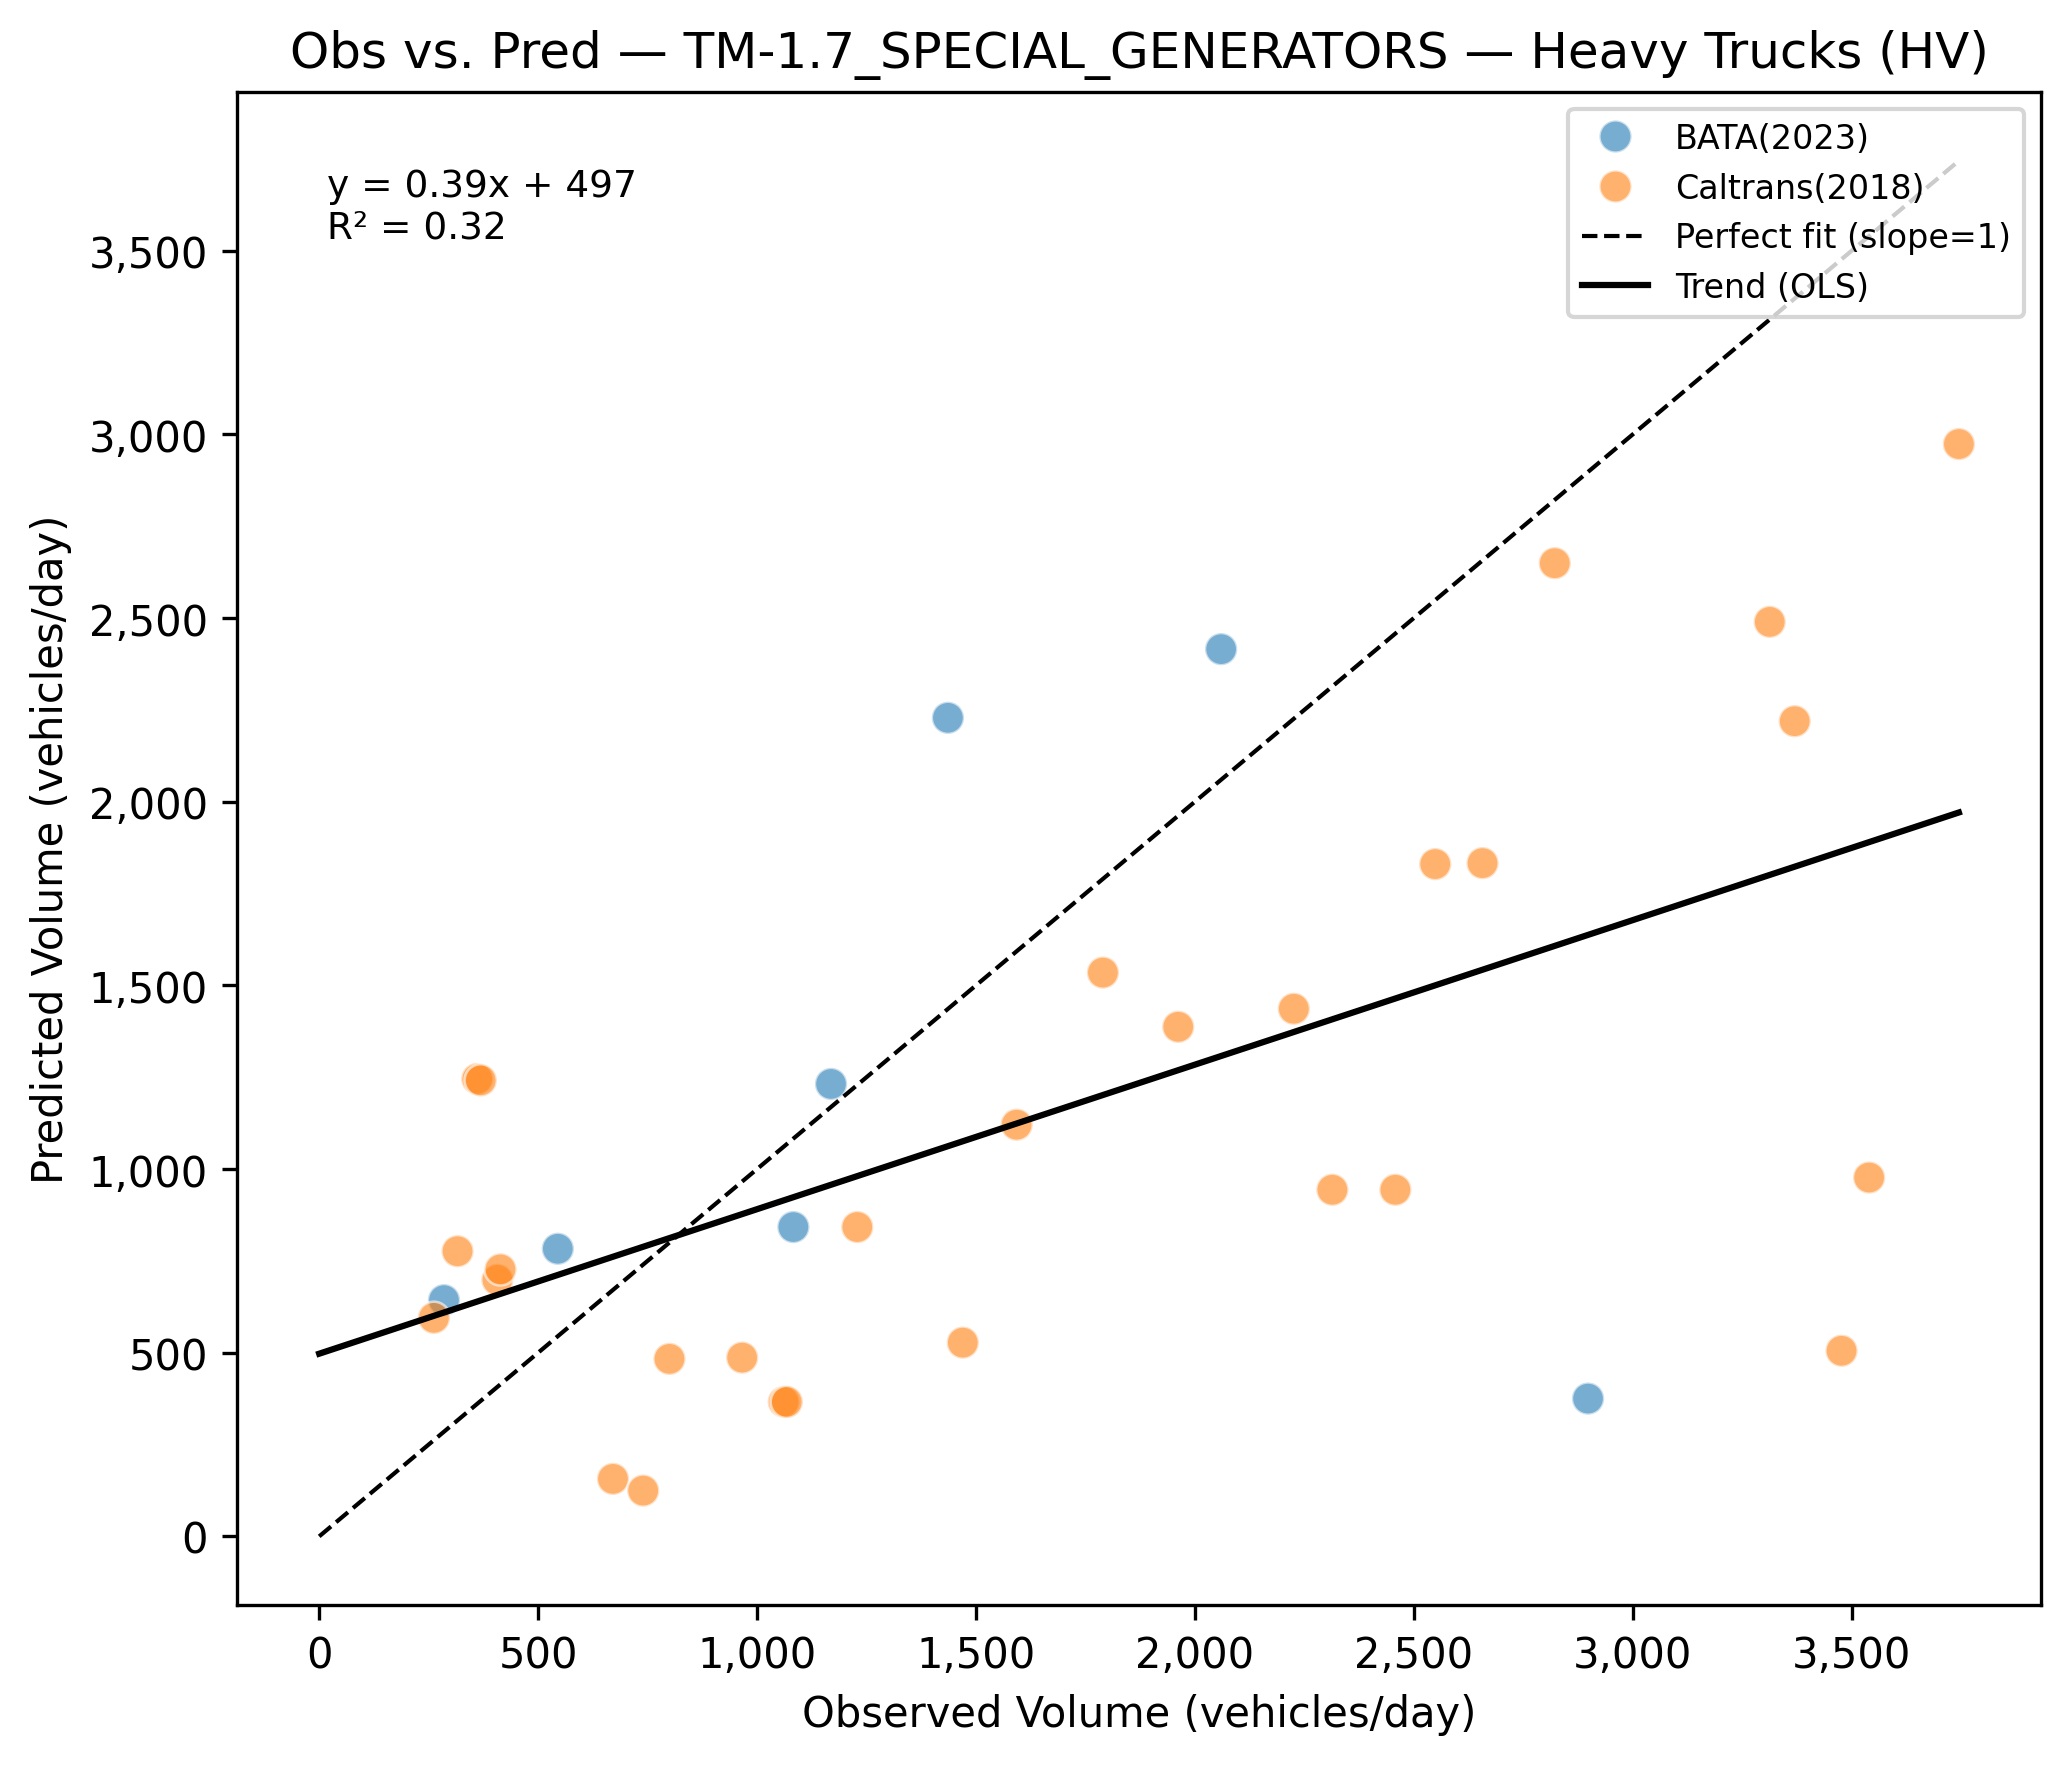 Obs vs. Pred — TM-1.7_SPECIAL_GENERATORS — Heavy Trucks (HV)
y = 0.39x + 497
R² = 0.32
BATA(2023)
Caltrans(2018)
Perfect fit (slope=1)
Trend (OLS)
Predicted Volume (vehicles/day)
3,500
3,000
2,500
2,000
1,500
1,000
500
0
0 500 1,000 1,500 2,000 2,500 3,000 3,500
Observed Volume (vehicles/day)